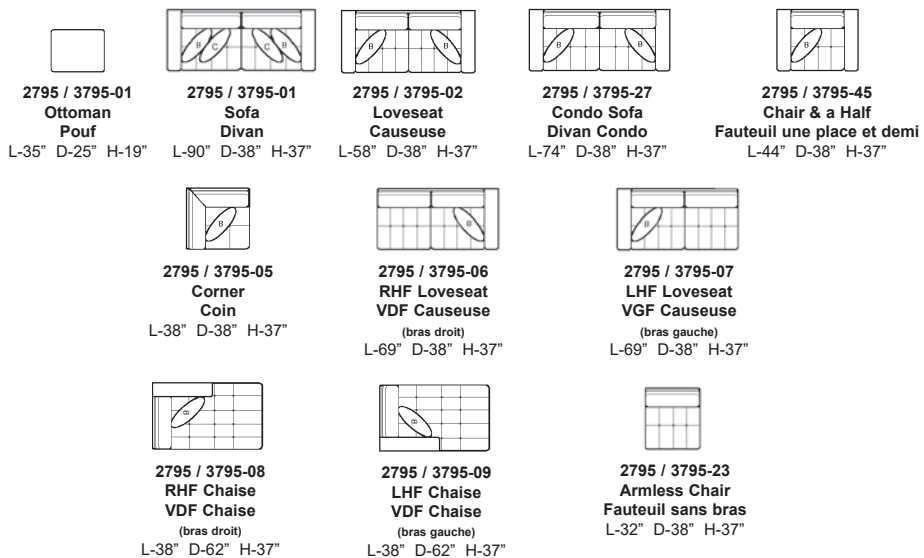 B C C B
B B
B B
B
2795 / 3795-01
Ottoman
Pouf
L-35” D-25” H-19”
2795 / 3795-01
Sofa
Divan
L-90” D-38” H-37”
2795 / 3795-02
Loveseat
Causeuse
L-58” D-38” H-37”
2795 / 3795-27
Condo Sofa
Divan Condo
L-74” D-38” H-37”
2795 / 3795-45
Chair & a Half
Fauteuil une place et demi
L-44” D-38” H-37”
B
2795 / 3795-05
Corner
Coin
L-38” D-38” H-37”
B
2795 / 3795-06
RHF Loveseat
VDF Causeuse
(bras droit)
L-69” D-38” H-37”
B
2795 / 3795-07
LHF Loveseat
VGF Causeuse
(bras gauche)
L-69” D-38” H-37”
B
2795 / 3795-08
RHF Chaise
VDF Chaise
(bras droit)
L-38” D-62” H-37”
B
2795 / 3795-09
LHF Chaise
VDF Chaise
(bras gauche)
L-38” D-62” H-37”
2795 / 3795-23
Armless Chair
Fauteuil sans bras
L-32” D-38” H-37”